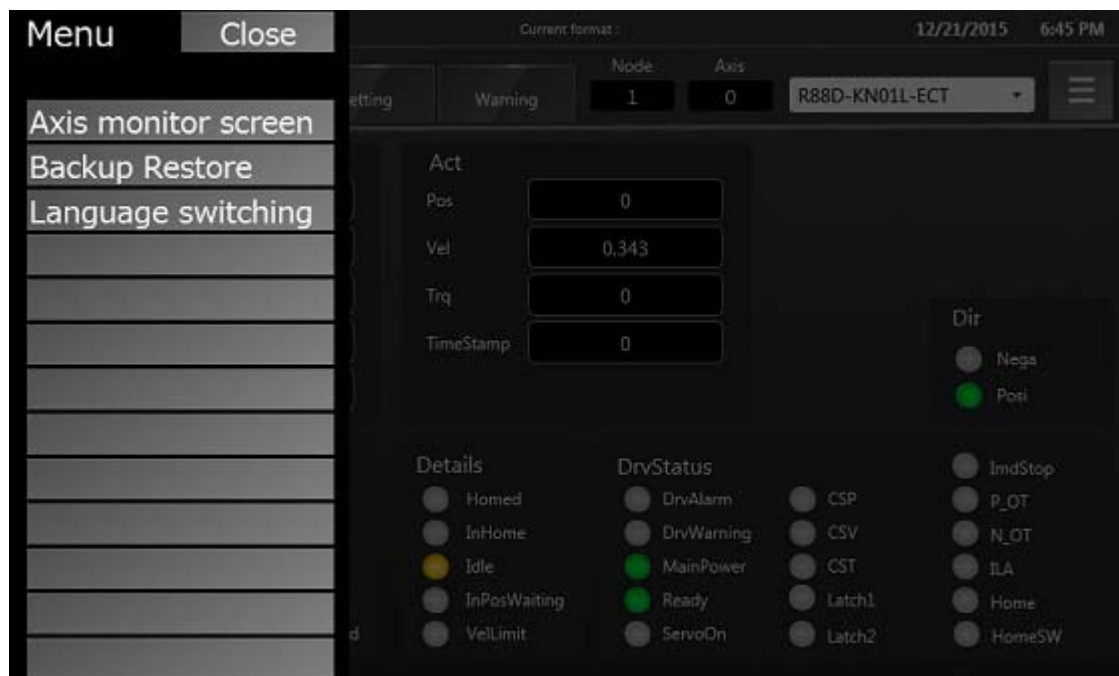 Menu
Close
Current format :
12/21/2015 6:45 PM
etting
Warning
Node
1
Axis
0
R88D-KN01L-ECT
Axis monitor screen
Backup Restore
Language switching
Act
Pos 0
Vel 0.343
Trq 0
TimeStamp 0
Dir
Nega
Posi
d
Details
Homed
InHome
Idle
InPosWaiting
VelLimit
DrvStatus
DrvAlarm
DrvWarning
MainPower
Ready
ServoOn
CSP
CSV
CST
Latch1
Latch2
ImdStop
P_OT
N_OT
ILA
Home
HomeSW